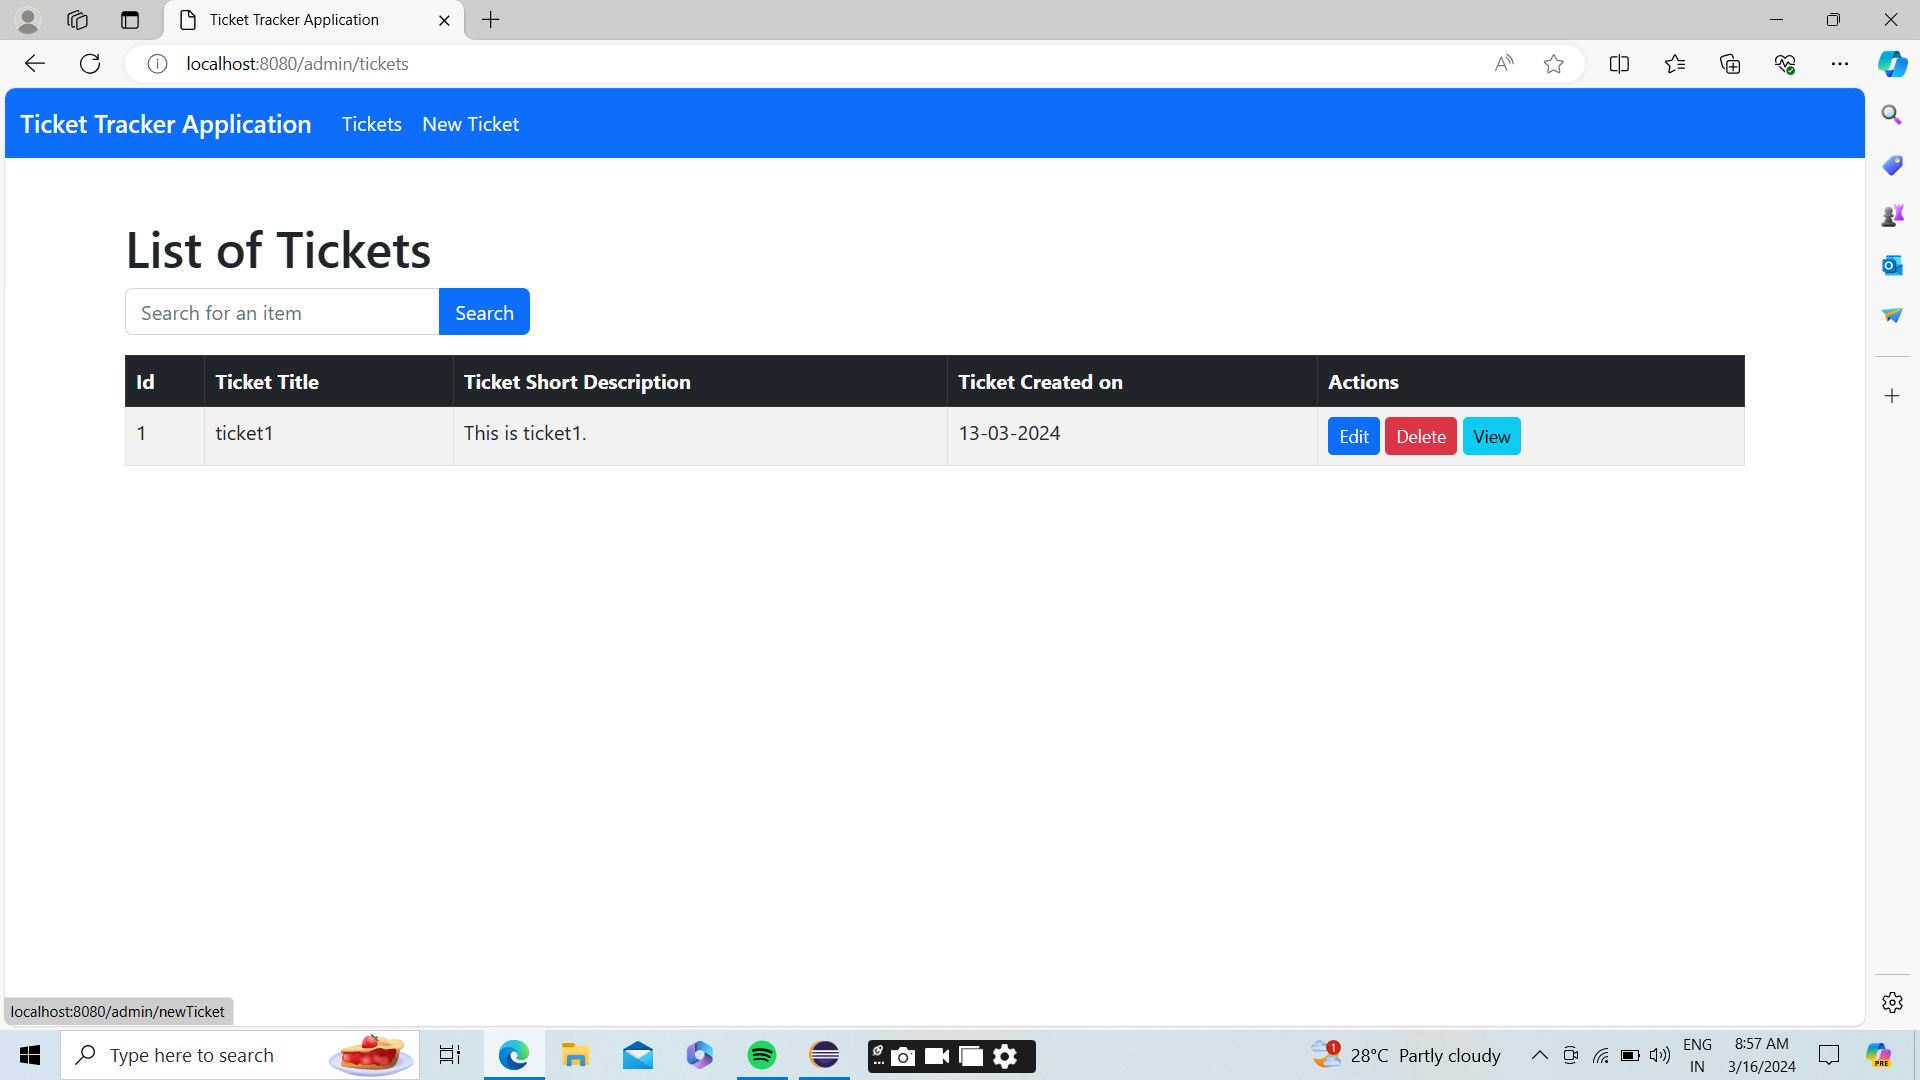 Ticket Tracker Application
localhost:8080/admin/tickets
Ticket Tracker Application Tickets New Ticket
List of Tickets
Search for an item Search
Id Ticket Title Ticket Short Description Ticket Created on Actions
1 ticket1 This is ticket1. 13-03-2024 Edit Delete View
localhost:8080/admin/newTicket
Type here to search
1 28°C Partly cloudy
ENG
IN
8:57 AM
3/16/2024
PRE